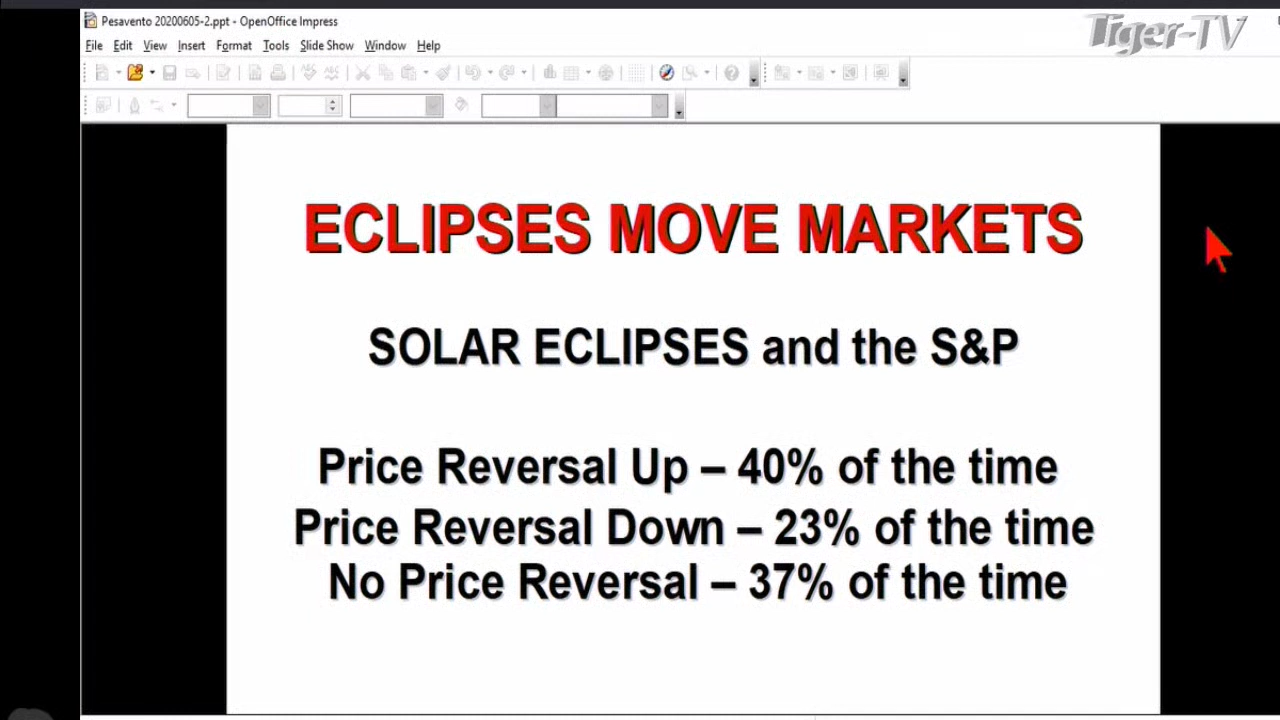 Pesavento 20200605-2.ppt - OpenOffice Impress
Tiger-TV
File Edit View Insert Format Tools Slide Show Window Help
ECLIPSES MOVE MARKETS
SOLAR ECLIPSES and the S&P
Price Reversal Up – 40% of the time
Price Reversal Down – 23% of the time
No Price Reversal – 37% of the time